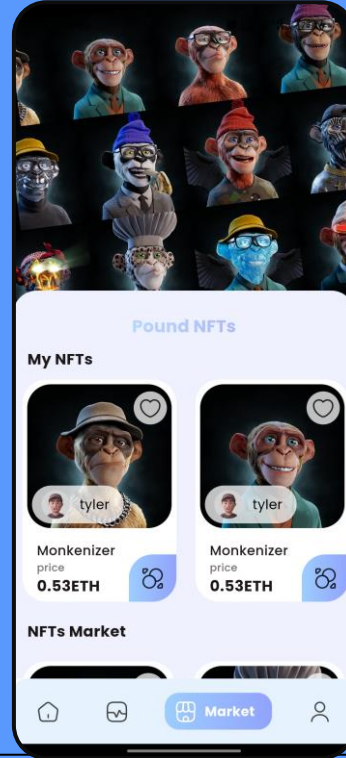 Pound NFTs
My NFTs
tyler
tyler
Monkenizer
price
0.53ETH
Monkenizer
price
0.53ETH
NFTs Market
Market